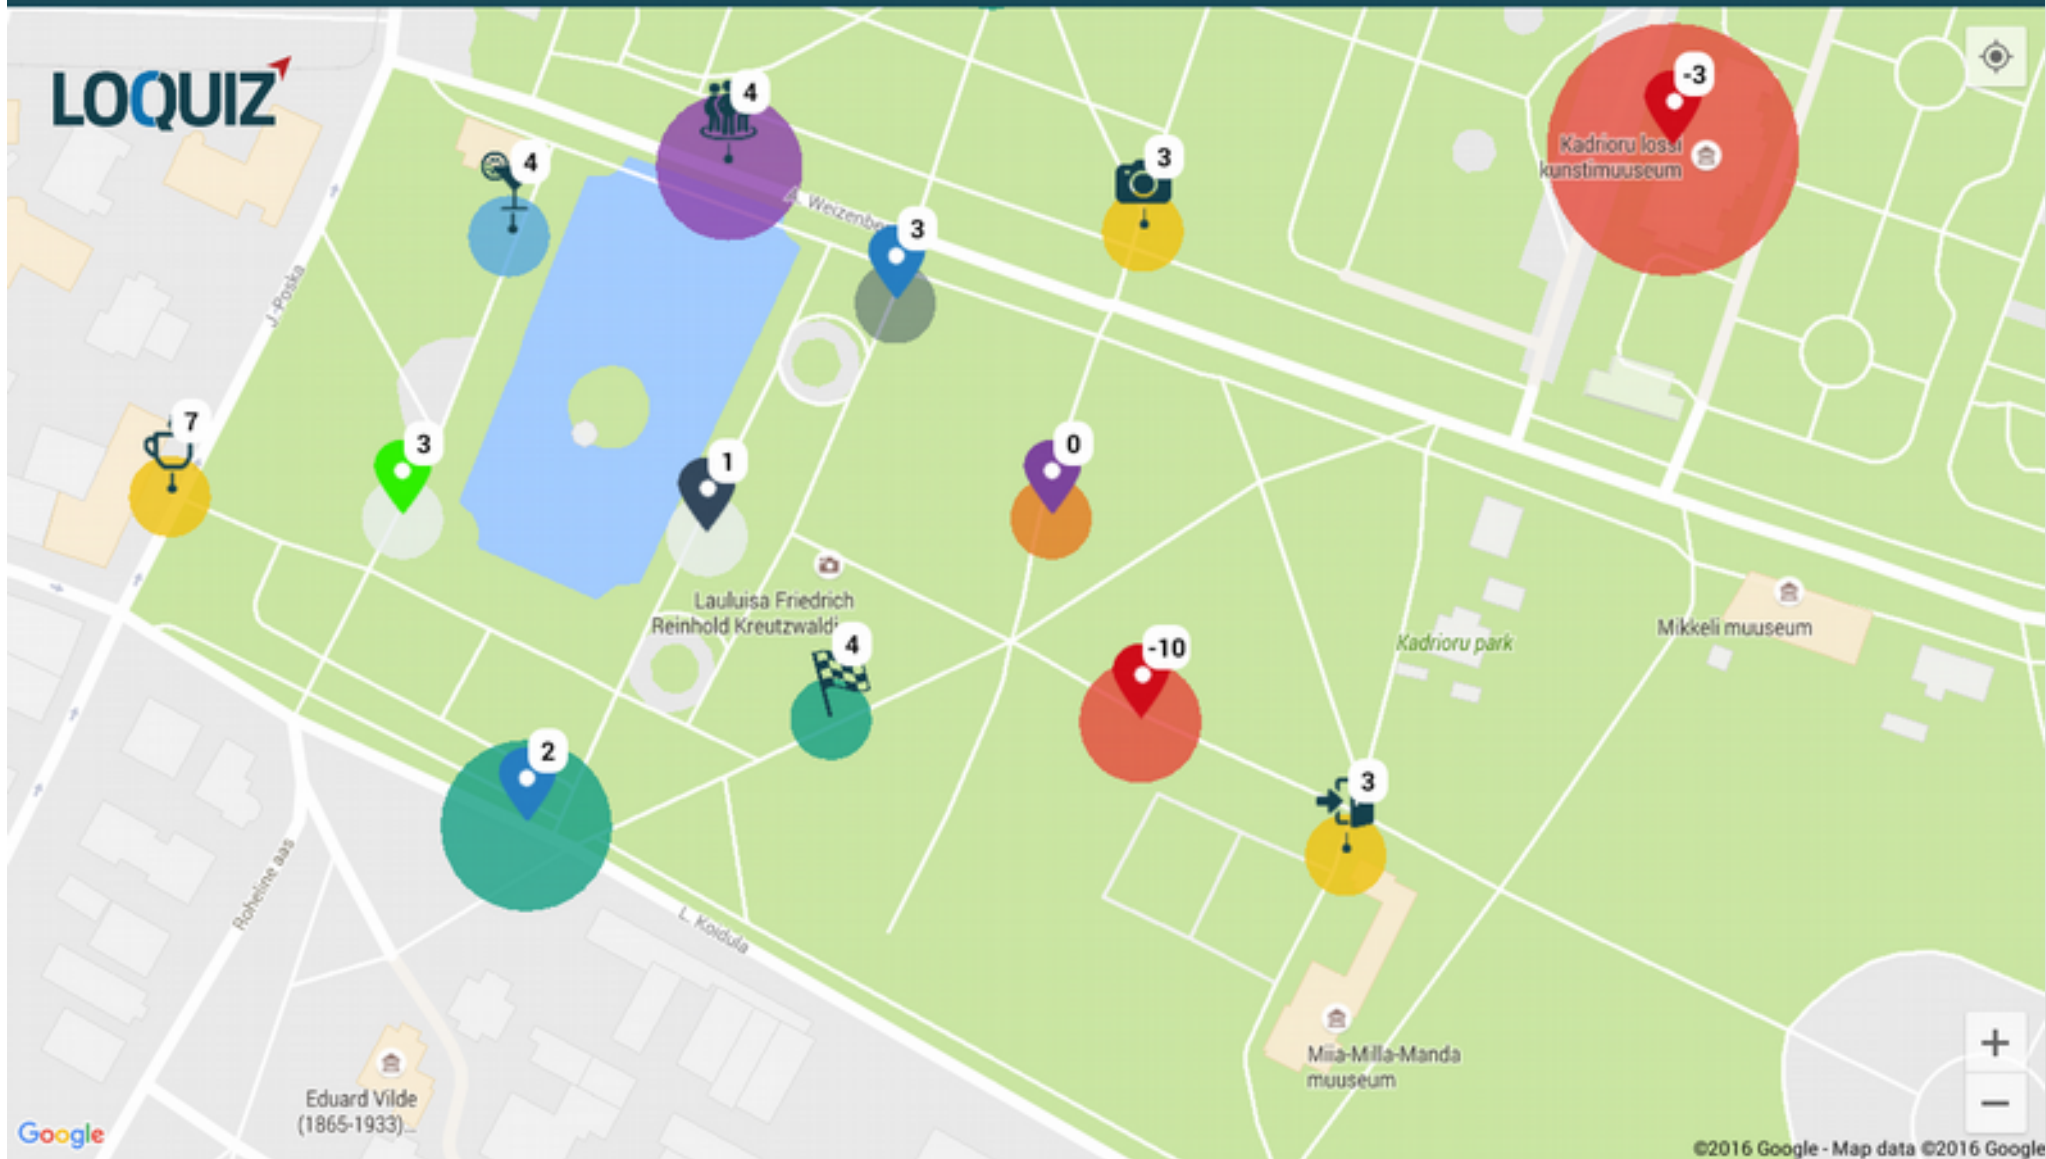 LOQUIZ
4
-3
4
3
Kadrioru lossi
kunstimuuseum
A. Weizenbe
3
J. Poska
7
3
1
0
Lauluisa Friedrich
Reinhold Kreutzwaldi...
Mikkeli muuseum
Kadrioru park
4
-10
2
3
Roheline aas
L. Koidula
Miia-Milla-Manda
muuseum
Eduard Vilde
(1865-1933)...
+
−
Google
©2016 Google - Map data ©2016 Google